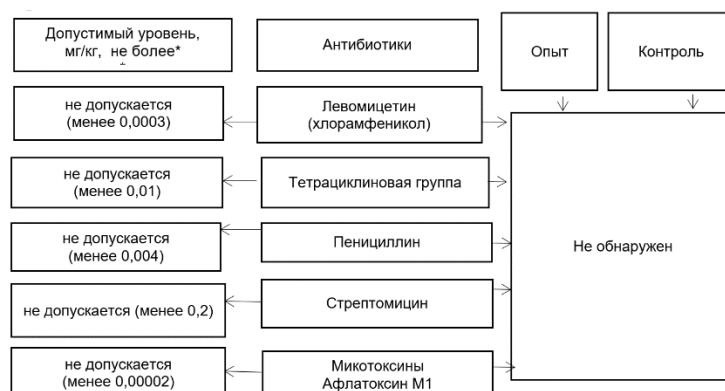 Допустимый уровень,
мг/кг, не более*
*
Антибиотики
Опыт
Контроль
не допускается
(менее 0,0003)
Левомицетин
(хлорамфеникол)
не допускается
(менее 0,01)
Тетрациклиновая группа
не допускается
(менее 0,004)
Пенициллин
Не обнаружен
не допускается (менее 0,2)
Стрептомицин
не допускается
(менее 0,00002)
Микотоксины
Афлатоксин М1